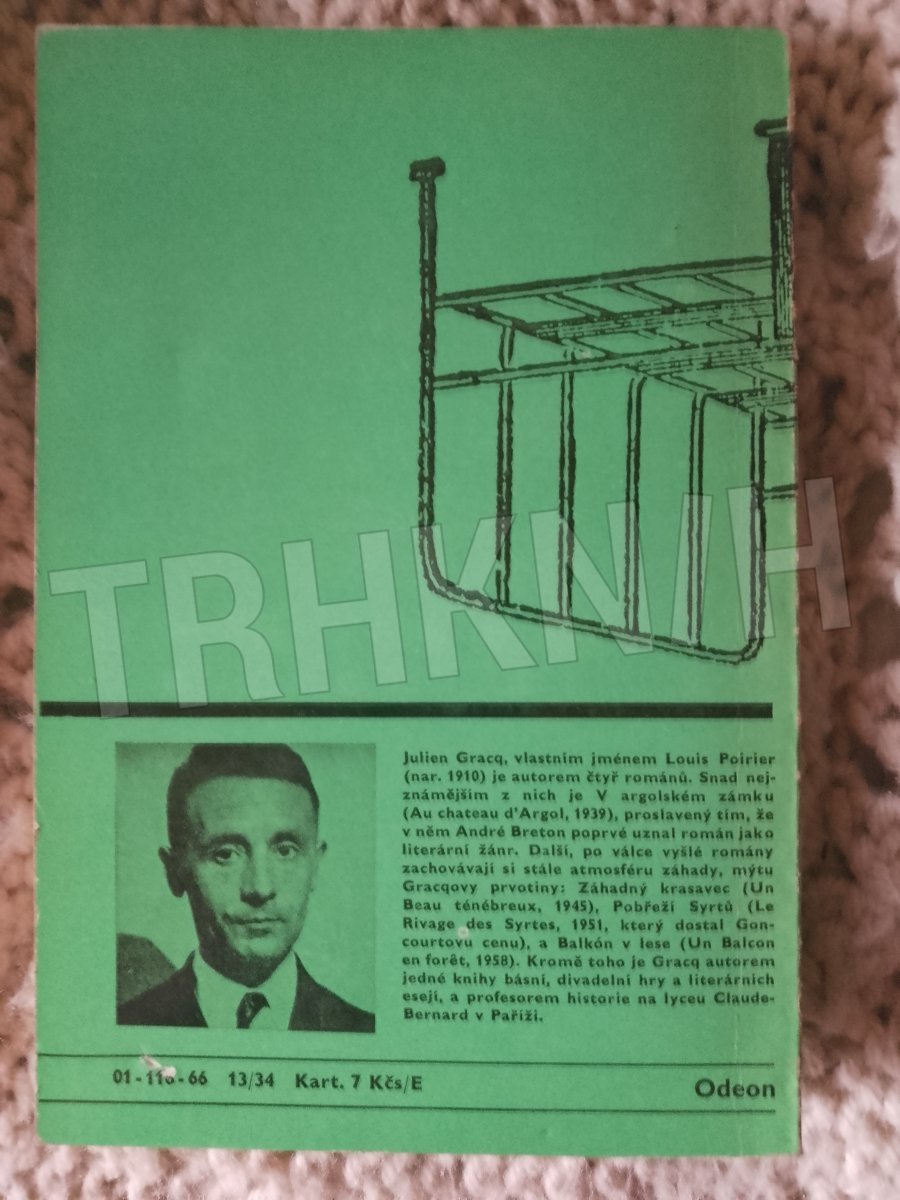 TRHKNIH
Julien Gracq, vlastním jménem Louis Poirier
(nar. 1910) je autorem čtyř románů. Snad nej-
známějším z nich je V argolském zámku
(Au chateau d'Argol, 1939), proslavený tím, že
v něm André Breton poprvé uznal román jako
literární žánr. Další, po válce vyšlé romány
zachovávají si stále atmosféru záhady, mýtu
Gracqovy prvotiny: Záhadný krasavec (Un
Beau ténébreux, 1945), Pobřeží Syrtů (Le
Rivage des Syrtes, 1951, který dostal Gon-
courtovu cenu), a Balkón v lese (Un Balcon
en forêt, 1958). Kromě toho je Gracq autorem
jedné knihy básní, divadelní hry a literárních
esejí, a profesorem historie na lyceu Claude-
Bernard v Paříži.
01-116-66 13/34 Kart. 7 Kčs/E
Odeon